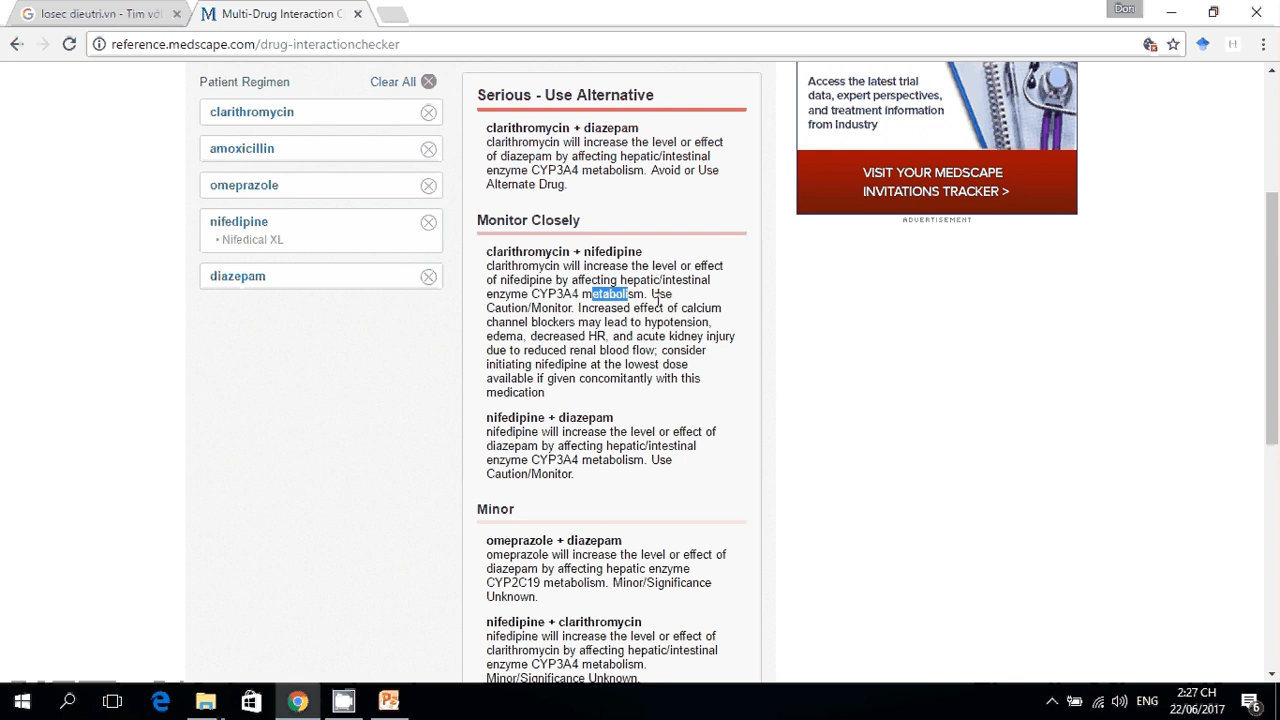 losec dieutri.vn - Tìm vớ
Multi-Drug Interaction C
Don
reference.medscape.com/drug-interactionchecker
Patient Regimen
Clear All
clarithromycin
amoxicillin
omeprazole
nifedipine
• Nifedical XL
diazepam
Serious - Use Alternative
clarithromycin + diazepam
clarithromycin will increase the level or effect
of diazepam by affecting hepatic/intestinal
enzyme CYP3A4 metabolism. Avoid or Use
Alternate Drug.
Monitor Closely
clarithromycin + nifedipine
clarithromycin will increase the level or effect
of nifedipine by affecting hepatic/intestinal
enzyme CYP3A4 metabolism. Use
Caution/Monitor. Increased effect of calcium
channel blockers may lead to hypotension,
edema, decreased HR, and acute kidney injury
due to reduced renal blood flow; consider
initiating nifedipine at the lowest dose
available if given concomitantly with this
medication
nifedipine + diazepam
nifedipine will increase the level or effect of
diazepam by affecting hepatic/intestinal
enzyme CYP3A4 metabolism. Use
Caution/Monitor.
Minor
omeprazole + diazepam
omeprazole will increase the level or effect of
diazepam by affecting hepatic enzyme
CYP2C19 metabolism. Minor/Significance
Unknown.
nifedipine + clarithromycin
nifedipine will increase the level or effect of
clarithromycin by affecting hepatic/intestinal
enzyme CYP3A4 metabolism.
Minor/Significance Unknown.
Access the latest trial
data, expert perspectives,
and treatment information
from Industry
VISIT YOUR MEDSCAPE
INVITATIONS TRACKER >
ADVERTISEMENT
ENG
2:27 CH
22/06/2017
6